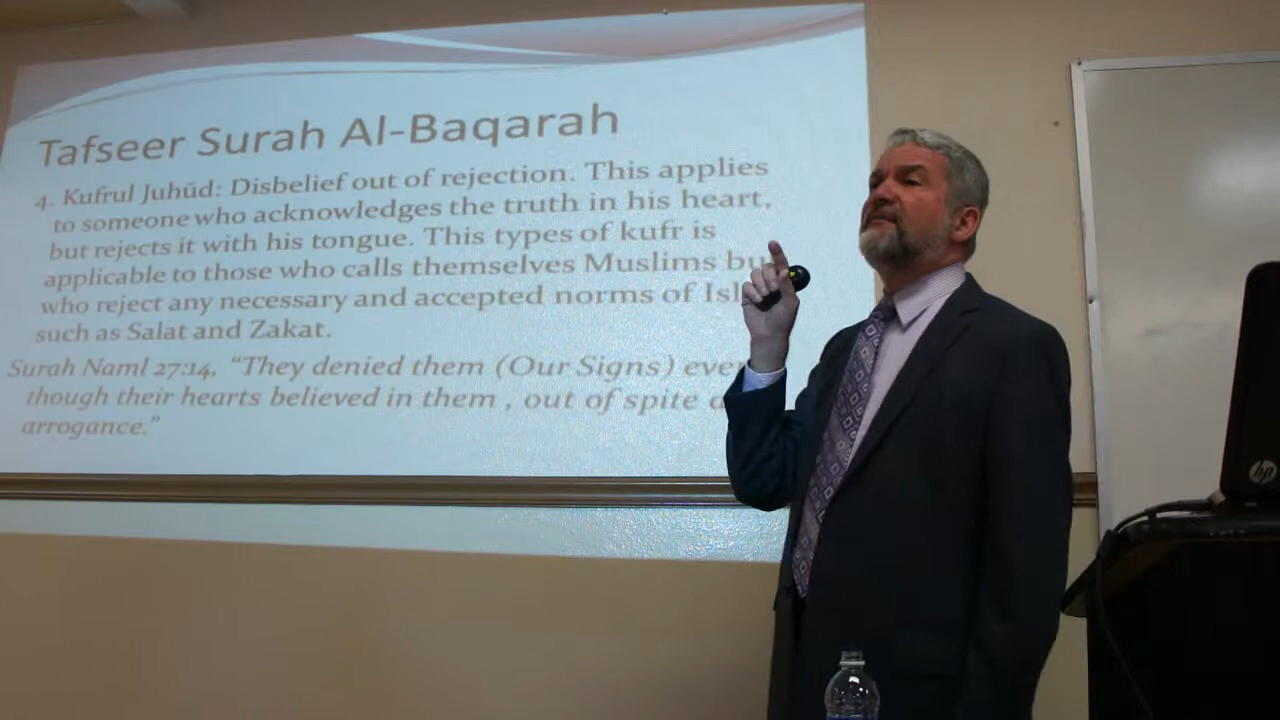 Tafseer Surah Al-Baqarah
4. Kufrul Juhūd: Disbelief out of rejection. This applies
to someone who acknowledges the truth in his heart,
but rejects it with his tongue. This types of kufr is
applicable to those who calls themselves Muslims bu
who reject any necessary and accepted norms of Isl
such as Salat and Zakat.
Surah Naml 27:14, “They denied them (Our Signs) eve
though their hearts believed in them , out of spite a
arrogance.”
hp